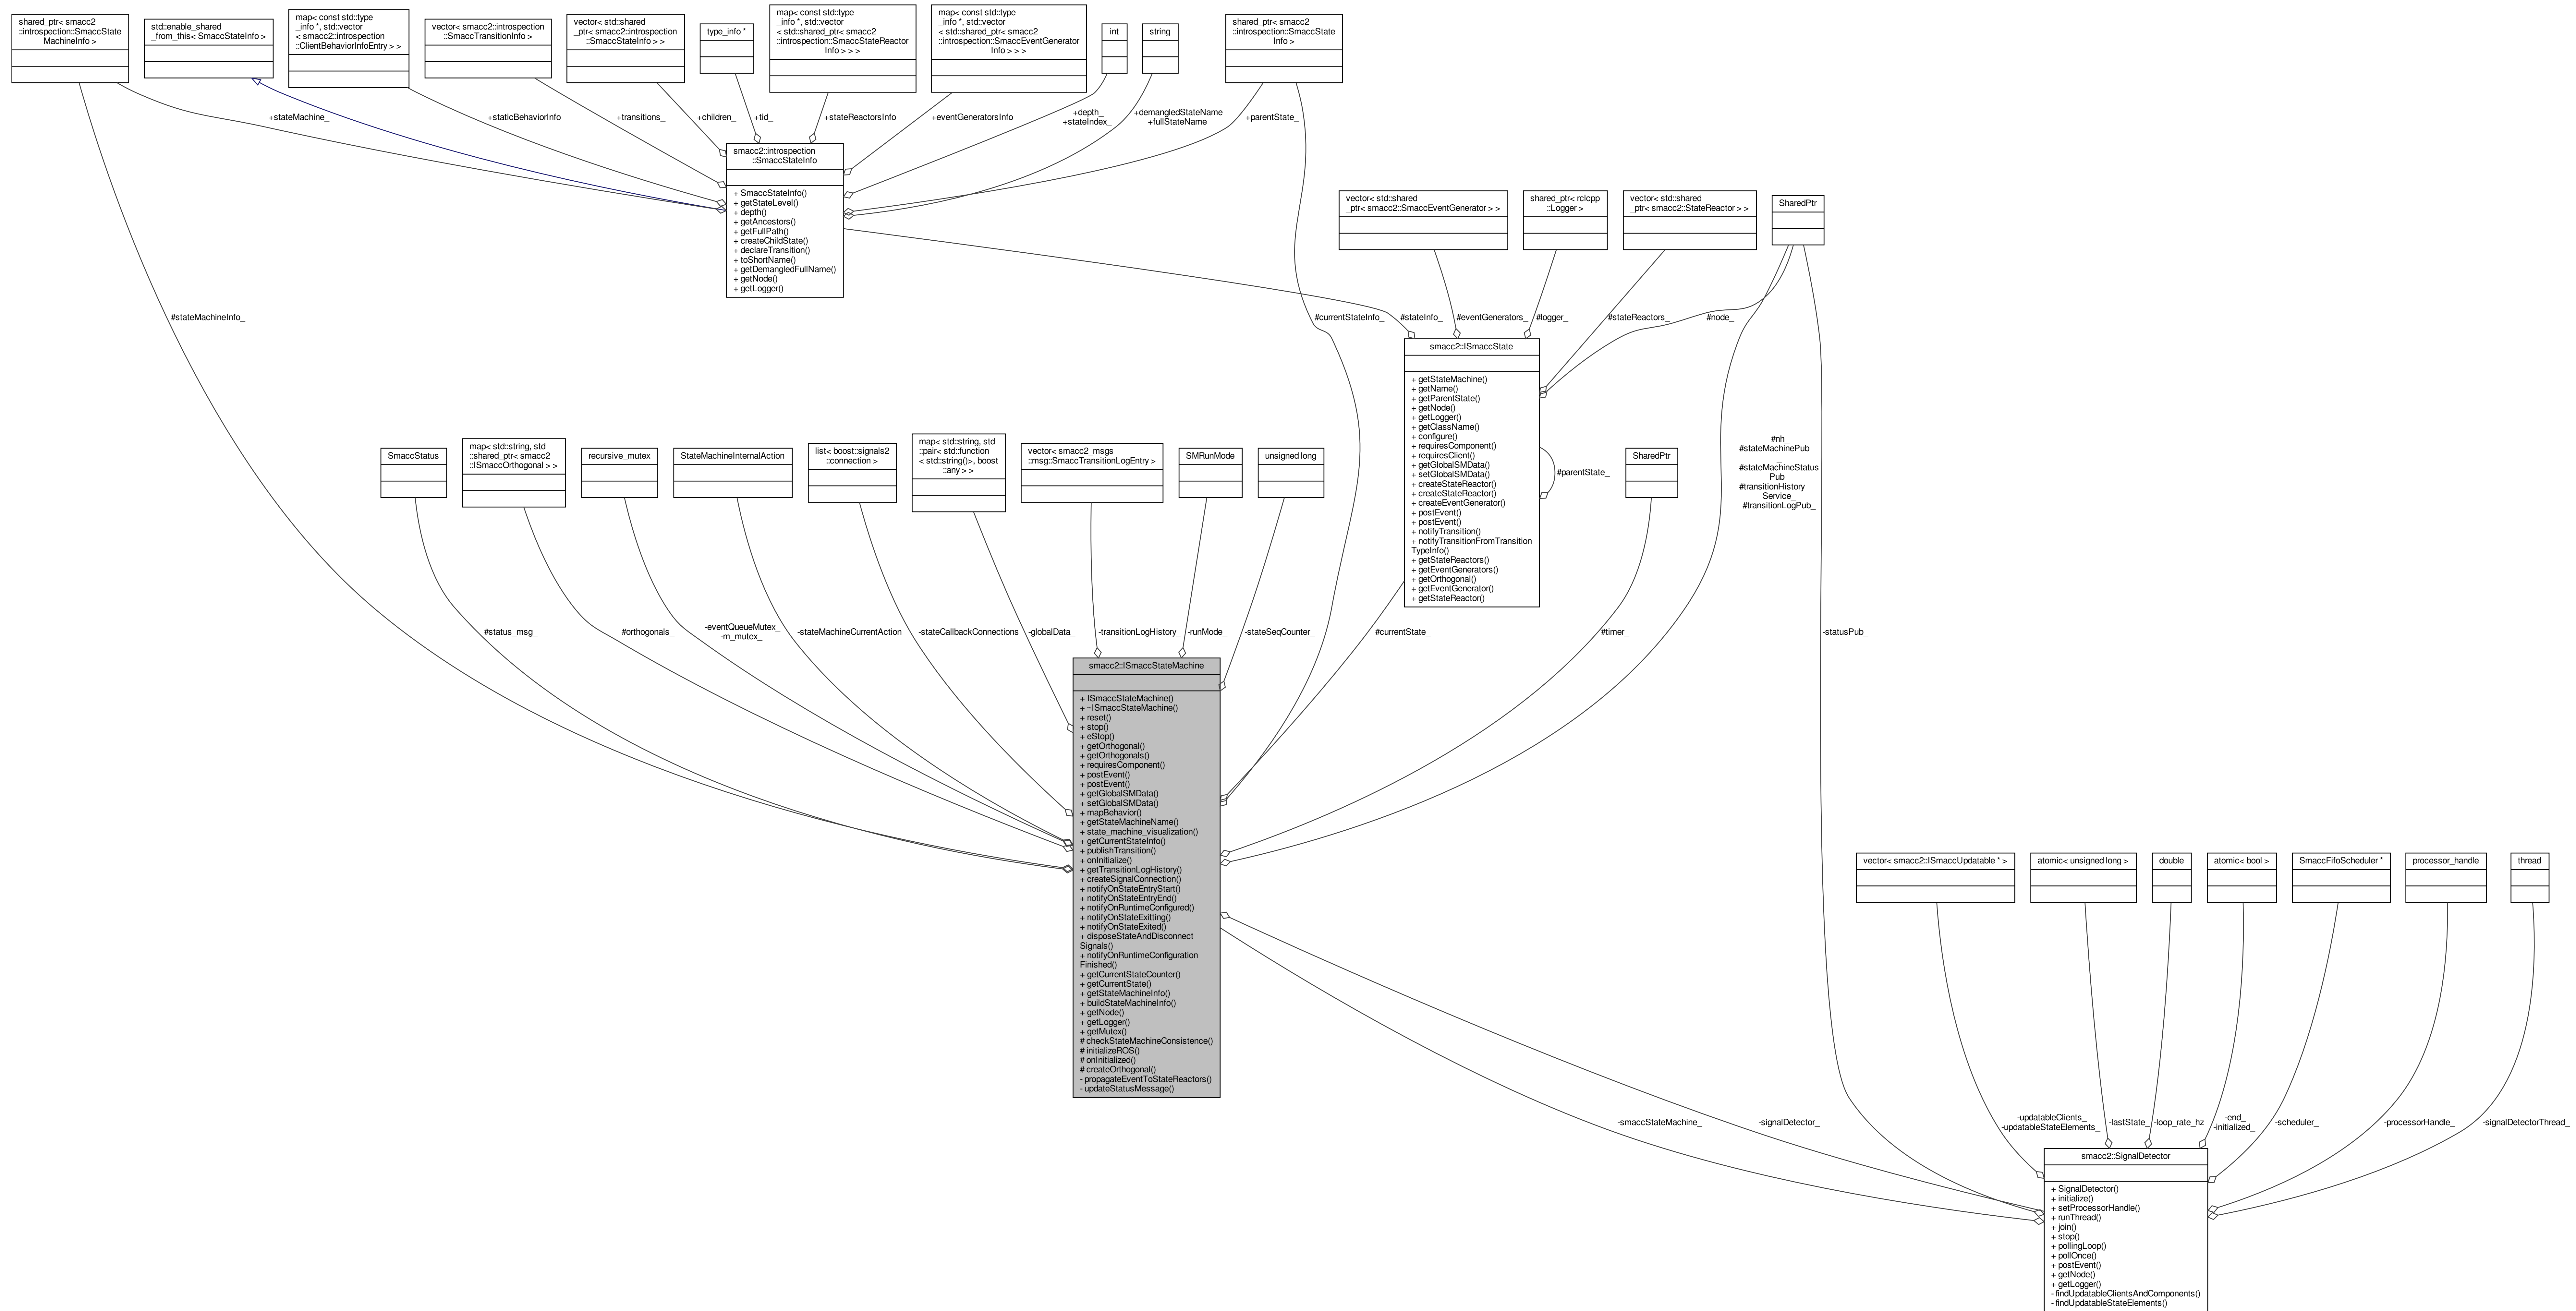 shared_ptr< smacc2
::introspection::SmaccState
MachineInfo >
std::enable_shared
_from_this< SmaccStateInfo >
map< const std::type
_info *, std::vector
< smacc2::introspection
::ClientBehaviorInfoEntry > >
vector< smacc2::introspection
::SmaccTransitionInfo >
vector< std::shared
_ptr< smacc2::introspection
::SmaccStateInfo > >
type_info *
map< const std::type
_info *, std::vector
< std::shared_ptr< smacc2
::introspection::SmaccStateReactor
Info > > >
map< const std::type
_info *, std::vector
< std::shared_ptr< smacc2
::introspection::SmaccEventGenerator
Info > > >
int
string
shared_ptr< smacc2
::introspection::SmaccState
Info >
+stateMachine_
+staticBehaviorInfo
+transitions_
+children_
+tid_
+stateReactorsInfo
+eventGeneratorsInfo
+depth_
+stateIndex_
+demangledStateName
+fullStateName
+parentState_
smacc2::introspection
::SmaccStateInfo
+ SmaccStateInfo()
+ getStateLevel()
+ depth()
+ getAncestors()
+ getFullPath()
+ createChildState()
+ declareTransition()
+ toShortName()
+ getDemangledFullName()
+ getNode()
+ getLogger()
vector< std::shared
_ptr< smacc2::SmaccEventGenerator > >
shared_ptr< rclcpp
::Logger >
vector< std::shared
_ptr< smacc2::StateReactor > >
SharedPtr
#stateMachineInfo_
#currentStateInfo_
#stateInfo_
#eventGenerators_
#logger_
#stateReactors_
#node_
smacc2::ISmaccState
+ getStateMachine()
+ getName()
+ getParentState()
+ getNode()
+ getLogger()
+ getClassName()
+ configure()
+ requiresComponent()
+ requiresClient()
+ getGlobalSMData()
+ setGlobalSMData()
+ createStateReactor()
+ createStateReactor()
+ createEventGenerator()
+ postEvent()
+ postEvent()
+ notifyTransition()
+ notifyTransitionFromTransition
TypeInfo()
+ getStateReactors()
+ getEventGenerators()
+ getOrthogonal()
+ getEventGenerator()
+ getStateReactor()
#parentState_
SmaccStatus
map< std::string, std
::shared_ptr< smacc2
::ISmaccOrthogonal > >
recursive_mutex
StateMachineInternalAction
list< boost::signals2
::connection >
map< std::string, std
::pair< std::function
< std::string()>, boost
::any > >
vector< smacc2_msgs
::msg::SmaccTransitionLogEntry >
SMRunMode
unsigned long
SharedPtr
#nh_
#stateMachinePub
_
#stateMachineStatus
Pub_
#transitionHistory
Service_
#transitionLogPub_
#status_msg_
#orthogonals_
-eventQueueMutex_
-m_mutex_
-stateMachineCurrentAction
-stateCallbackConnections
-globalData_
-transitionLogHistory_
-runMode_
-stateSeqCounter_
#currentState_
#timer_
-statusPub_
smacc2::ISmaccStateMachine
+ ISmaccStateMachine()
+ ~ISmaccStateMachine()
+ reset()
+ stop()
+ eStop()
+ getOrthogonal()
+ getOrthogonals()
+ requiresComponent()
+ postEvent()
+ postEvent()
+ getGlobalSMData()
+ setGlobalSMData()
+ mapBehavior()
+ getStateMachineName()
+ state_machine_visualization()
+ getCurrentStateInfo()
+ publishTransition()
+ onInitialize()
+ getTransitionLogHistory()
+ createSignalConnection()
+ notifyOnStateEntryStart()
+ notifyOnStateEntryEnd()
+ notifyOnRuntimeConfigured()
+ notifyOnStateExitting()
+ notifyOnStateExited()
+ disposeStateAndDisconnect
Signals()
+ notifyOnRuntimeConfiguration
Finished()
+ getCurrentStateCounter()
+ getCurrentState()
+ getStateMachineInfo()
+ buildStateMachineInfo()
+ getNode()
+ getLogger()
+ getMutex()
# checkStateMachineConsistence()
# initializeROS()
# onInitialized()
# createOrthogonal()
- propagateEventToStateReactors()
- updateStatusMessage()
vector< smacc2::ISmaccUpdatable * >
atomic< unsigned long >
double
atomic< bool >
SmaccFifoScheduler *
processor_handle
thread
-smaccStateMachine_
-signalDetector_
-updatableClients_
-updatableStateElements_
-lastState_
-loop_rate_hz
-end_
-initialized_
-scheduler_
-processorHandle_
-signalDetectorThread_
smacc2::SignalDetector
+ SignalDetector()
+ initialize()
+ setProcessorHandle()
+ runThread()
+ join()
+ stop()
+ pollingLoop()
+ pollOnce()
+ postEvent()
+ getNode()
+ getLogger()
- findUpdatableClientsAndComponents()
- findUpdatableStateElements()